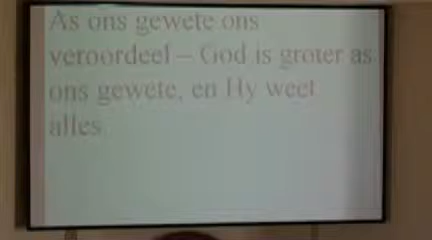 As ons gewete ons
veroordeel – God is groter as
ons gewete, en Hy weet
alles